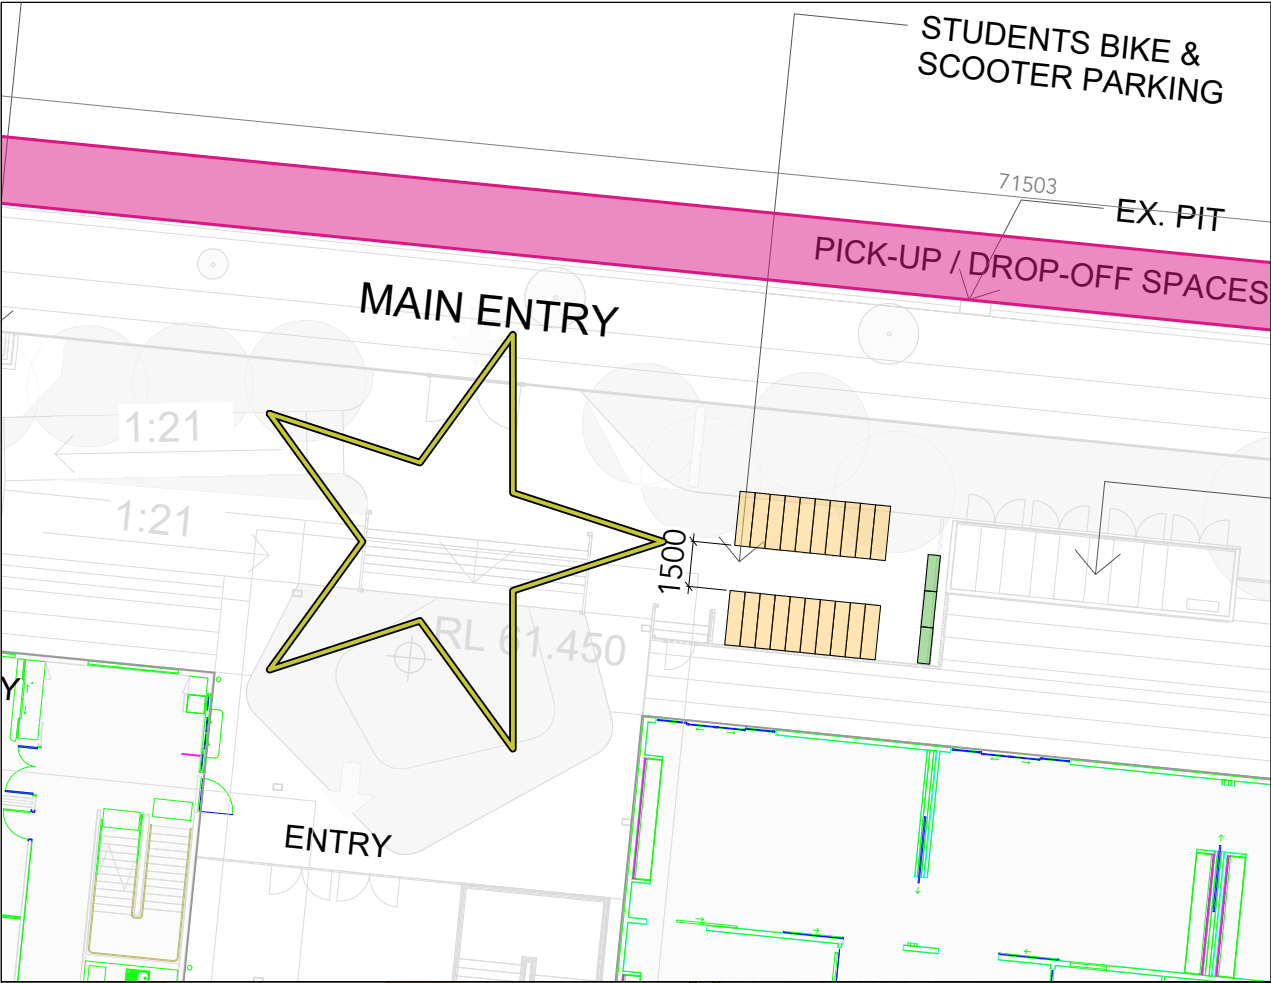 STUDENTS BIKE &
SCOOTER PARKING
71503
EX. PIT
PICK-UP / DROP-OFF SPACES
MAIN ENTRY
1:21
1:21
1500
RL 61.450
Y
ENTRY